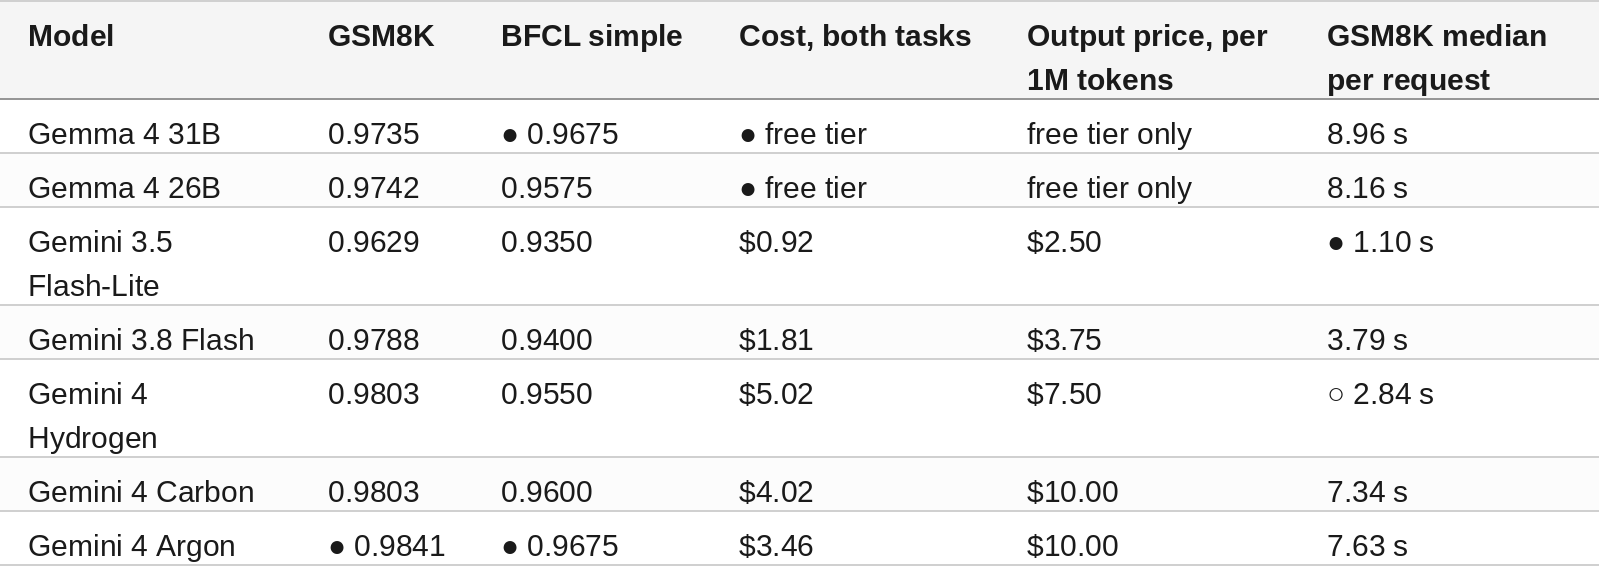 Model GSM8K BFCL simple Cost, both tasks Output price, per GSM8K median
1M tokens per request
Gemma 4 31B 0.9735 ● 0.9675 ● free tier free tier only 8.96 s
Gemma 4 26B 0.9742 0.9575 ● free tier free tier only 8.16 s
Gemini 3.5 0.9629 0.9350 $0.92 $2.50 ● 1.10 s
Flash-Lite
Gemini 3.8 Flash 0.9788 0.9400 $1.81 $3.75 3.79 s
Gemini 4 0.9803 0.9550 $5.02 $7.50 ○ 2.84 s
Hydrogen
Gemini 4 Carbon 0.9803 0.9600 $4.02 $10.00 7.34 s
Gemini 4 Argon ● 0.9841 ● 0.9675 $3.46 $10.00 7.63 s